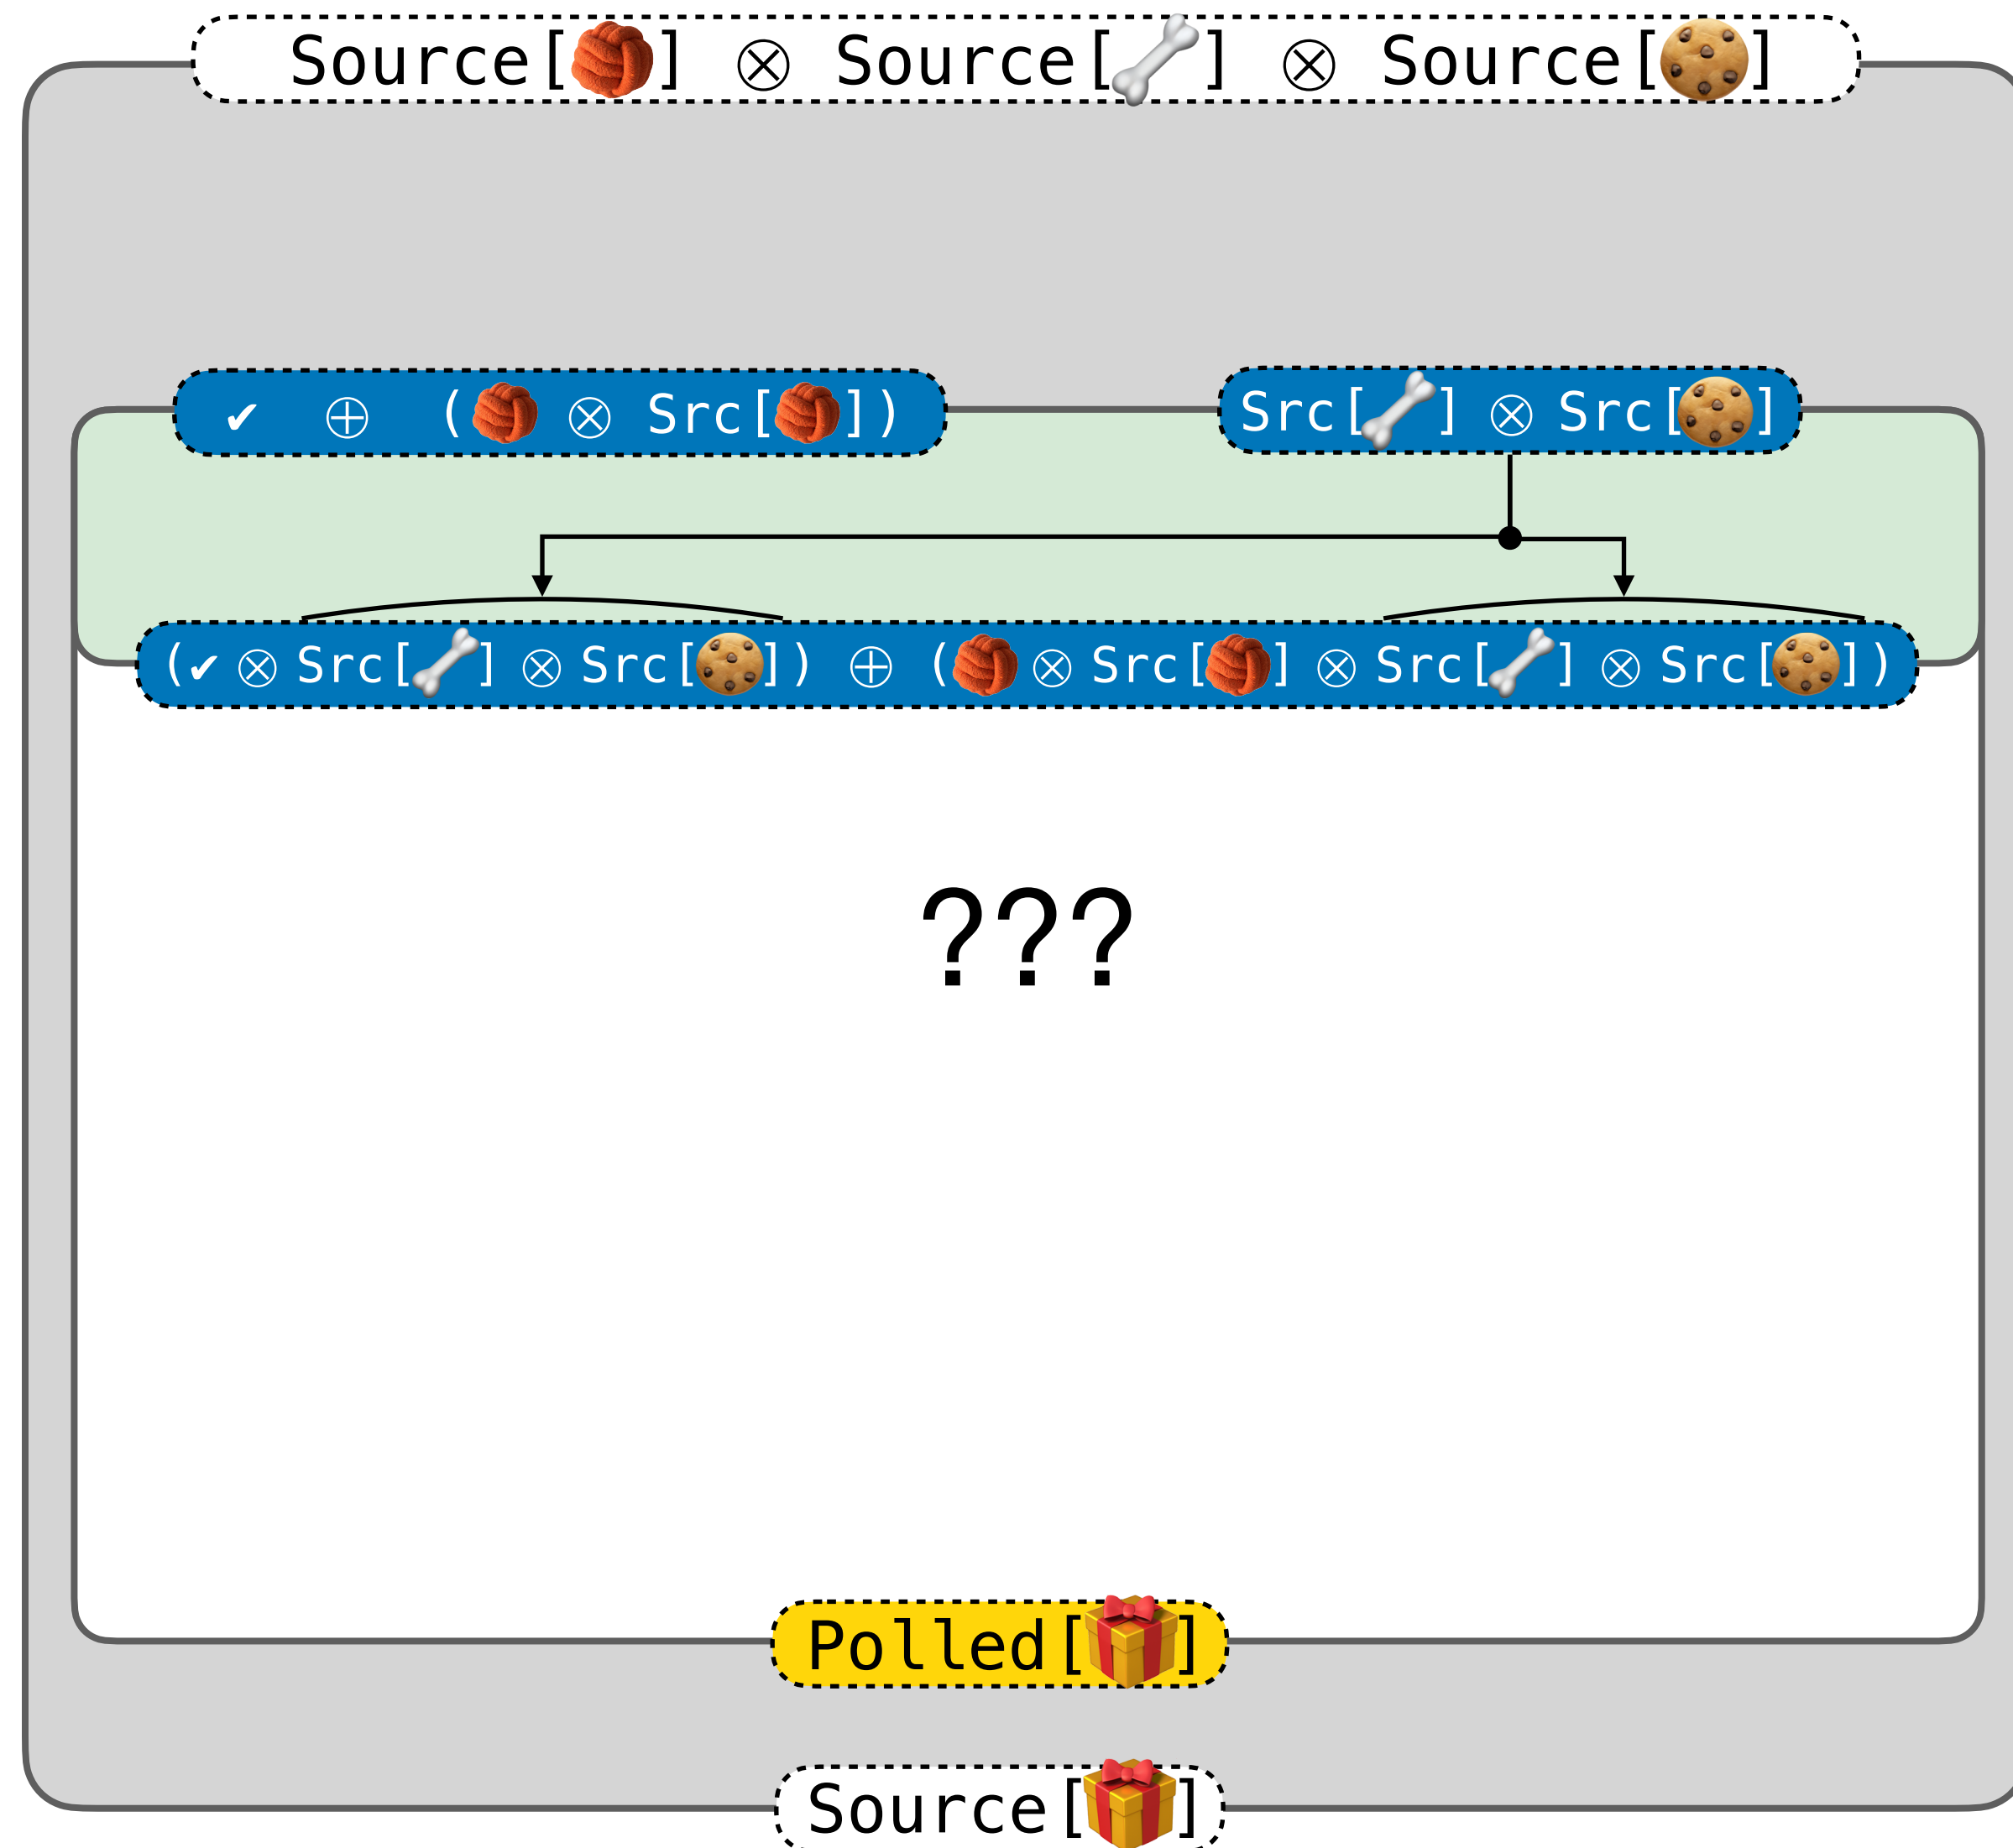 Source[🧶] ⊗ Source[🦴] ⊗ Source[🍪]
✔ ⊕ (🧶 ⊗ Src[🧶]) Src[🦴] ⊗ Src[🍪]
(✔ ⊗ Src[🦴] ⊗ Src[🍪]) ⊕ (🧶 ⊗ Src[🧶] ⊗ Src[🦴] ⊗ Src[🍪])
???
Polled[🎁]
Source[🎁]